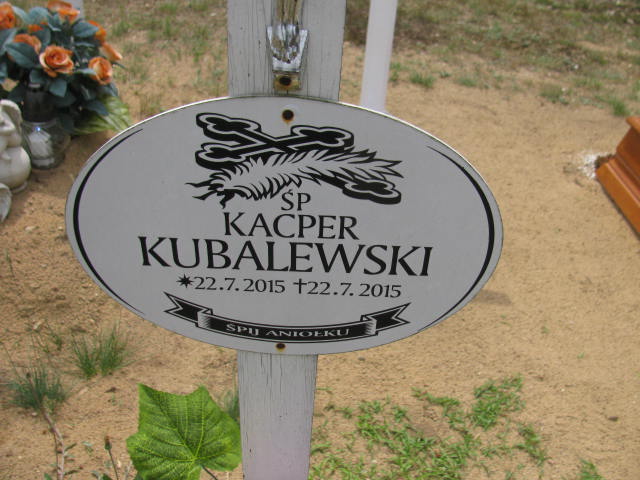 ŚP
KACPER
KUBALEWSKI
✷22.7.2015 ✝22.7.2015
ŚPIJ ANIOŁKU